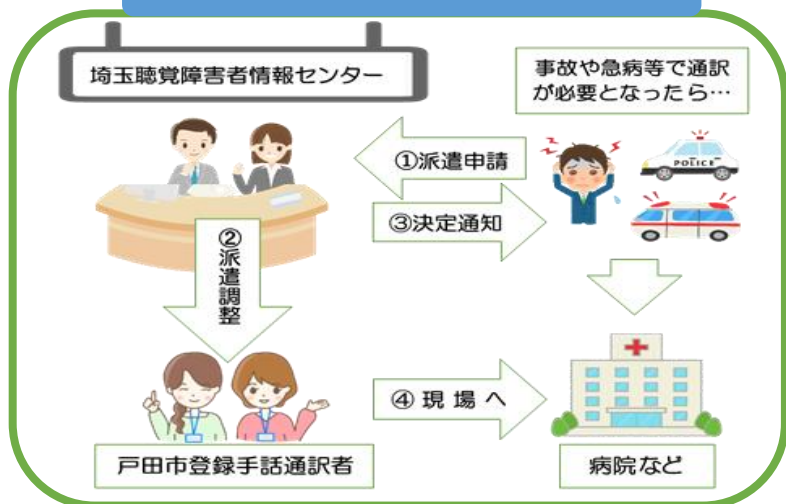 埼玉聴覚障害者情報センター
事故や急病等で通訳
が必要となったら…
①派遣申請
POLICE
③決定通知
②派遣調整
④ 現 場 へ
戸田市登録手話通訳者
病院など